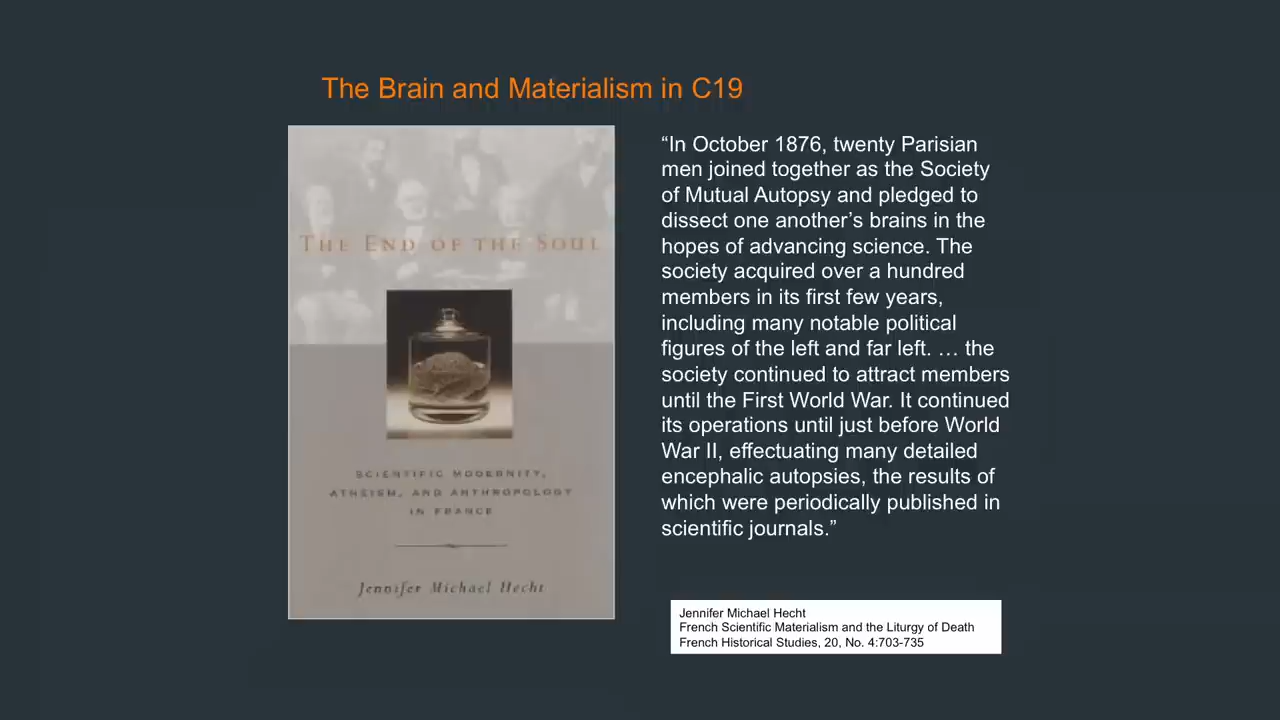 The Brain and Materialism in C19
THE END OF THE SOUL
SCIENTIFIC MODERNITY,
ATHEISM, AND ANTHROPOLOGY
IN FRANCE
Jennifer Michael Hecht
“In October 1876, twenty Parisian
men joined together as the Society
of Mutual Autopsy and pledged to
dissect one another’s brains in the
hopes of advancing science. The
society acquired over a hundred
members in its first few years,
including many notable political
figures of the left and far left. … the
society continued to attract members
until the First World War. It continued
its operations until just before World
War II, effectuating many detailed
encephalic autopsies, the results of
which were periodically published in
scientific journals.”
Jennifer Michael Hecht
French Scientific Materialism and the Liturgy of Death
French Historical Studies, 20, No. 4:703-735